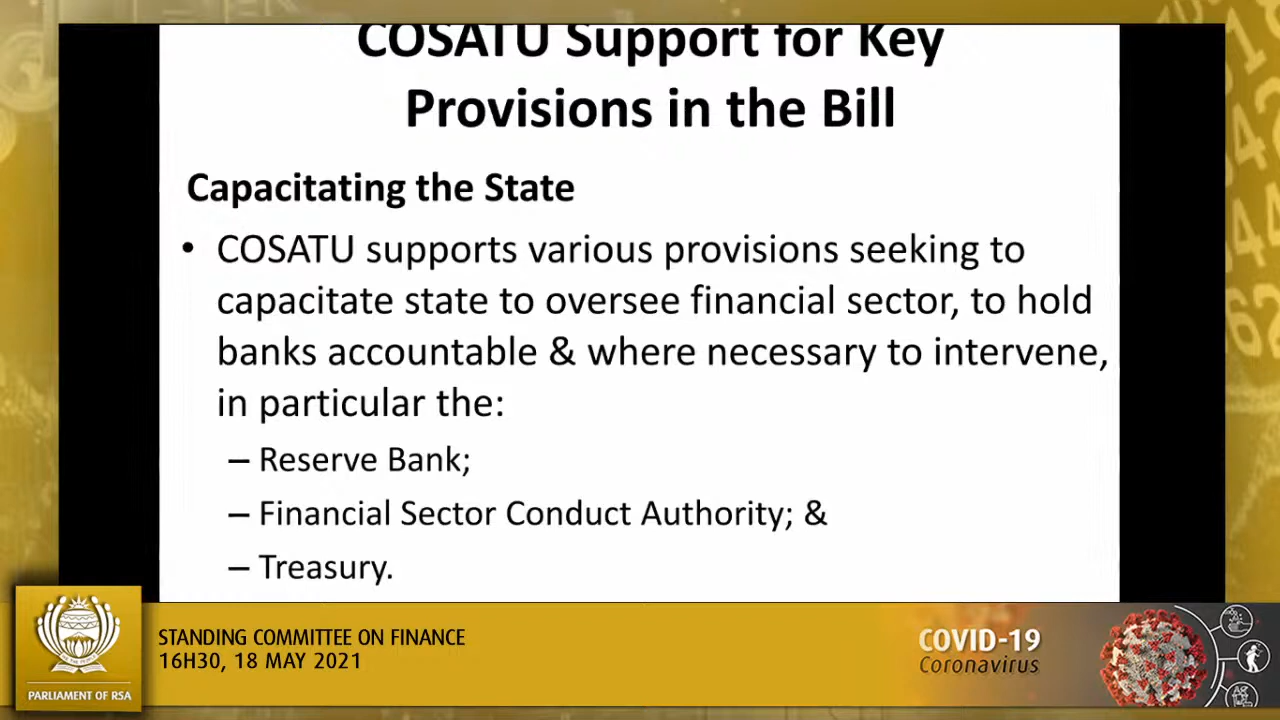 COSATU Support for Key
Provisions in the Bill
Capacitating the State
• COSATU supports various provisions seeking to
capacitate state to oversee financial sector, to hold
banks accountable & where necessary to intervene,
in particular the:
– Reserve Bank;
– Financial Sector Conduct Authority; &
– Treasury.
STANDING COMMITTEE ON FINANCE
16H30, 18 MAY 2021
PARLIAMENT OF RSA
COVID-19
Coronavirus